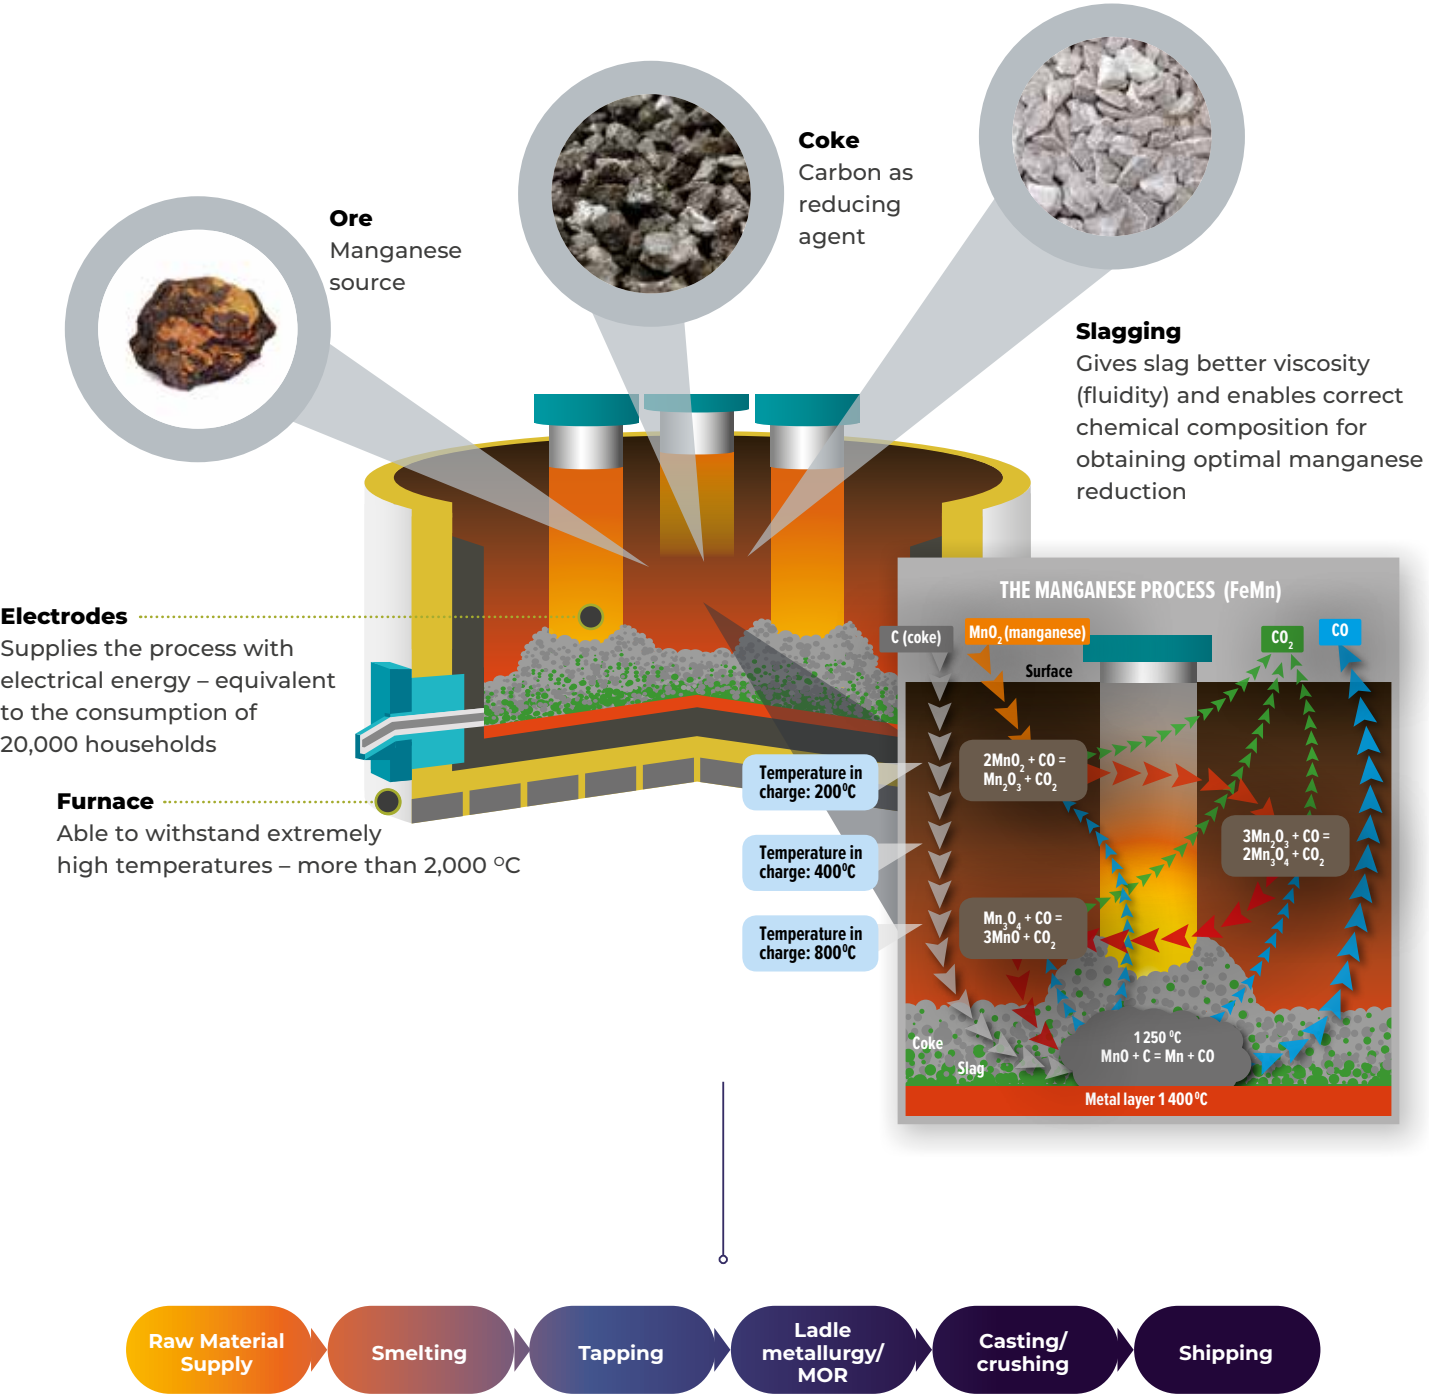 Coke
Carbon as
reducing
agent
Ore
Manganese
source
Slagging
Gives slag better viscosity
(fluidity) and enables correct
chemical composition for
obtaining optimal manganese
reduction
Electrodes
Supplies the process with
electrical energy – equivalent
to the consumption of
20,000 households
Furnace
Able to withstand extremely
high temperatures – more than 2,000 °C
THE MANGANESE PROCESS (FeMn)
C (coke)
MnO₂ (manganese)
CO₂
CO
Surface
Temperature in
charge: 200⁰C
2MnO₂ + CO =
Mn₂O₃ + CO₂
3Mn₂O₃ + CO =
2Mn₃O₄ + CO₂
Temperature in
charge: 400⁰C
Temperature in
charge: 800⁰C
Mn₃O₄ + CO =
3MnO + CO₂
Coke
Slag
1 250 ⁰C
MnO + C = Mn + CO
Metal layer 1 400⁰C
Raw Material
Supply
Smelting
Tapping
Ladle
metallurgy/
MOR
Casting/
crushing
Shipping